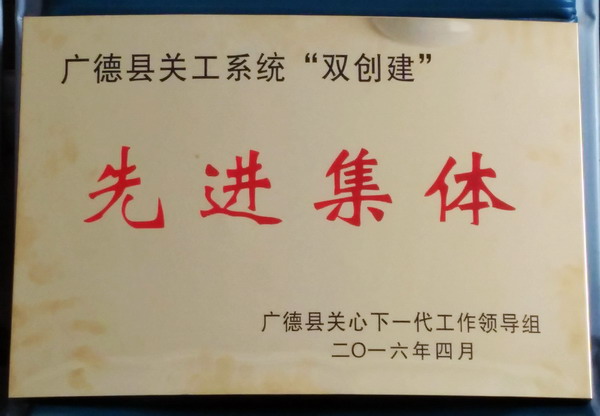 广德县关工系统“双创建”
先进集体
广德县关心下一代工作领导组
二〇一六年四月